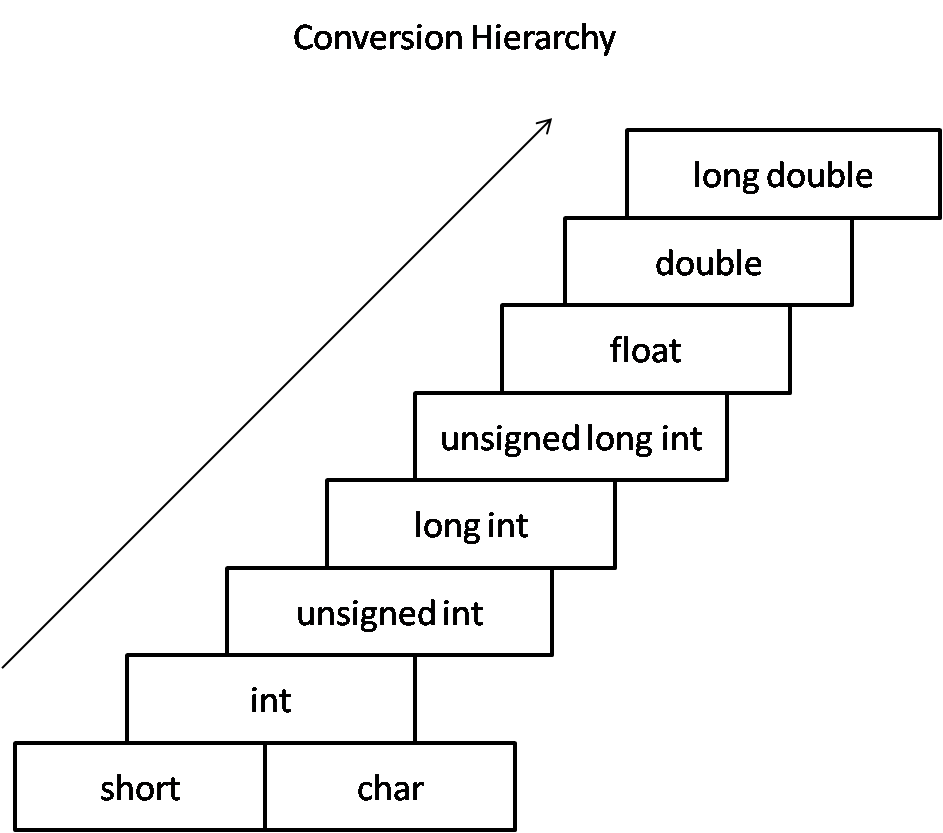 Conversion Hierarchy
long double
double
float
unsigned long int
long int
unsigned int
int
short
char